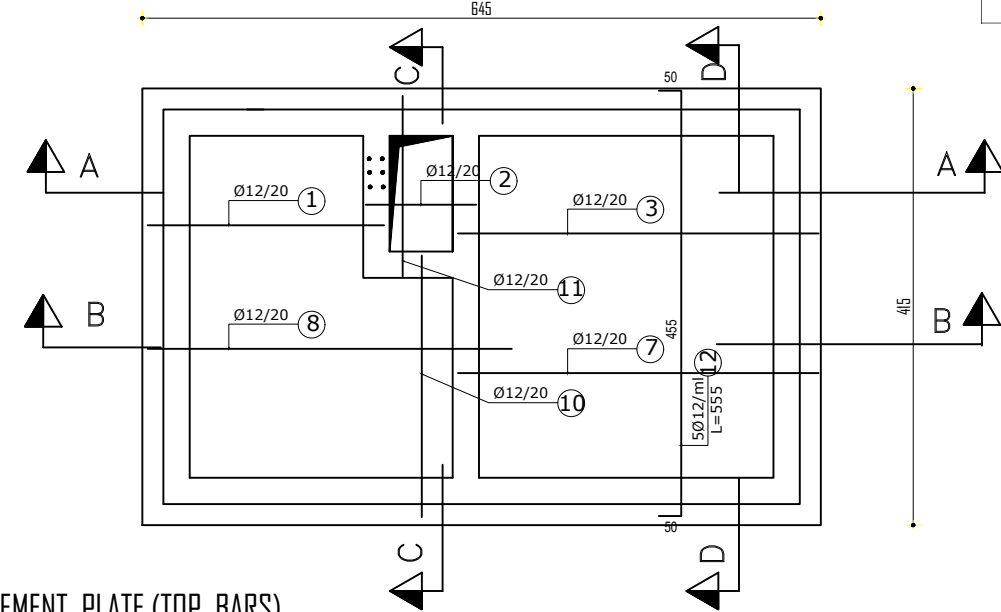 645
C
D
50
A
A
Ø12/20 2
Ø12/20 1
Ø12/20 3
Ø12/20 11
415
B
B
Ø12/20 8
Ø12/20 7
455
12
5Ø12/ml
L=555
Ø12/20 10
50
C
D
EMENT PLATE (TOP BARS)